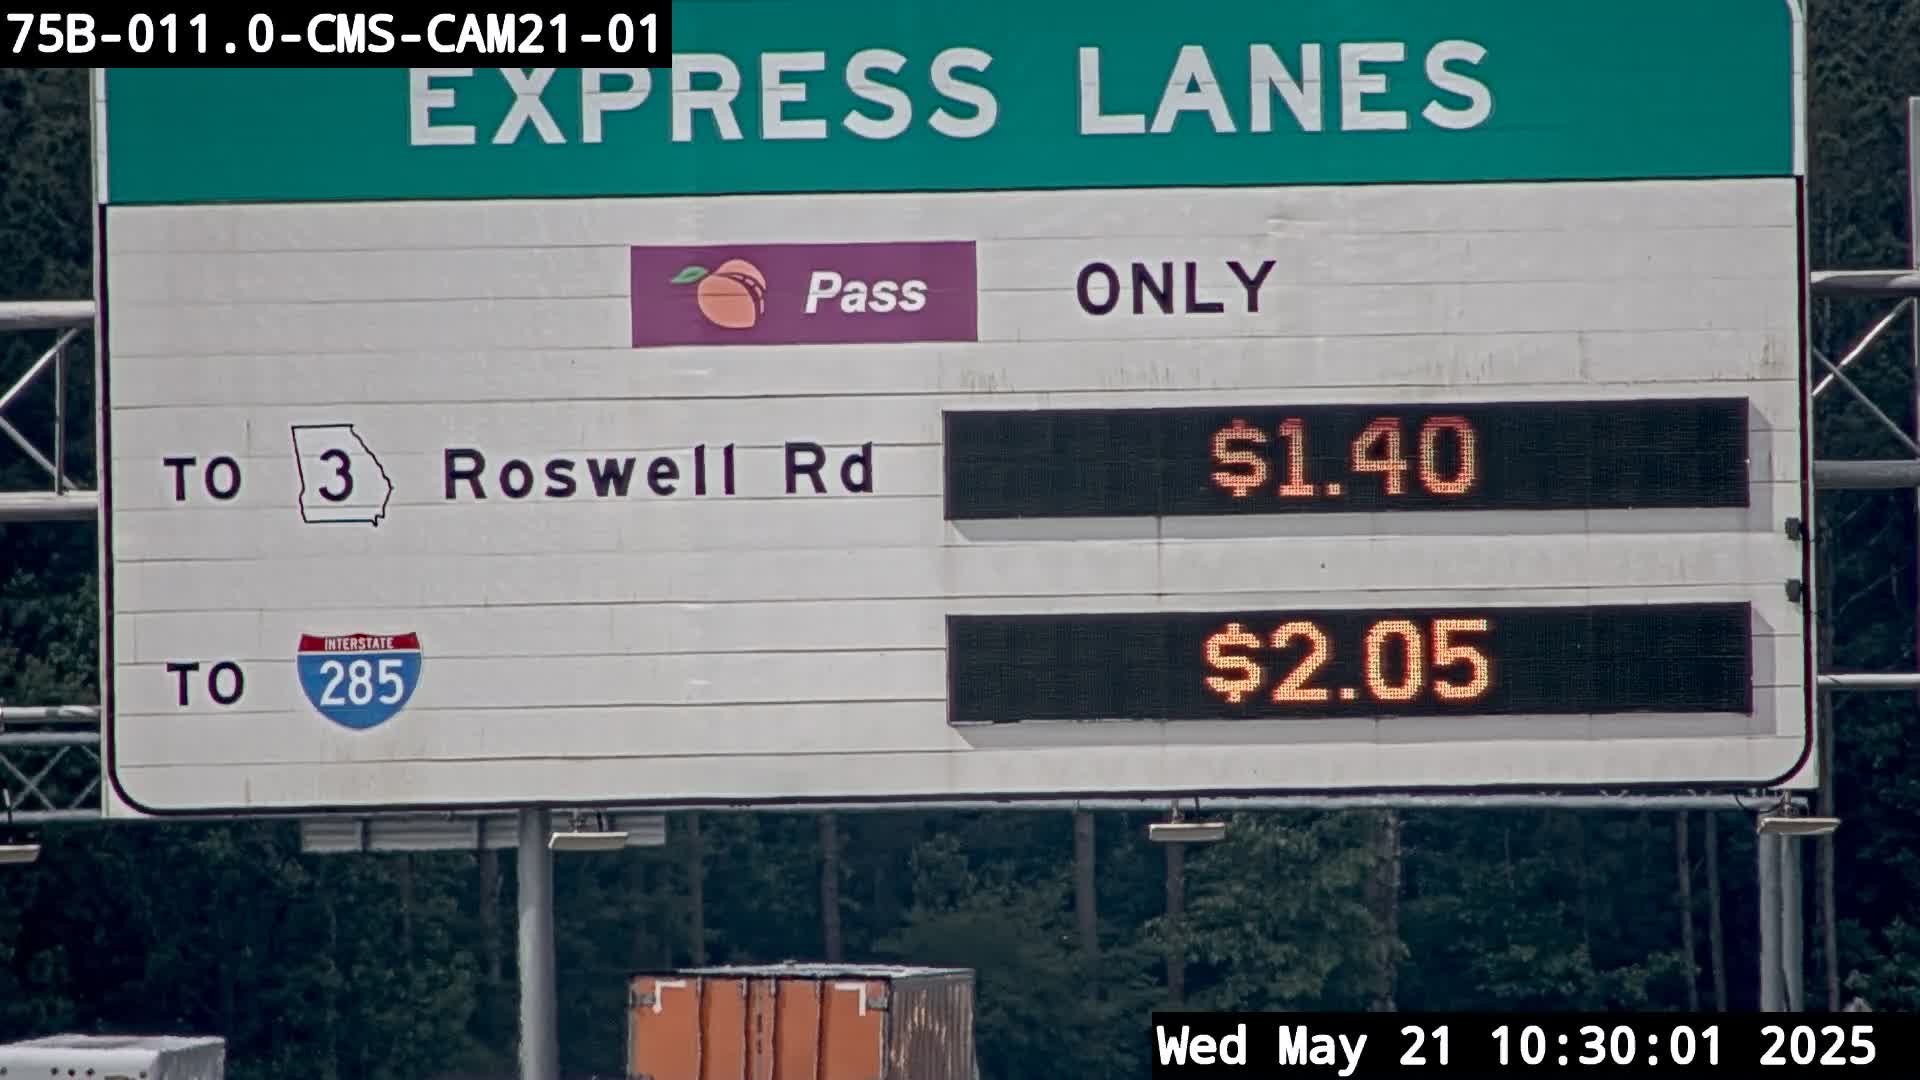 75B-011.0-CMS-CAM21-01
EXPRESS LANES
Pass ONLY
TO 3 Roswell Rd $1.40
TO INTERSTATE 285 $2.05
Wed May 21 10:30:01 2025